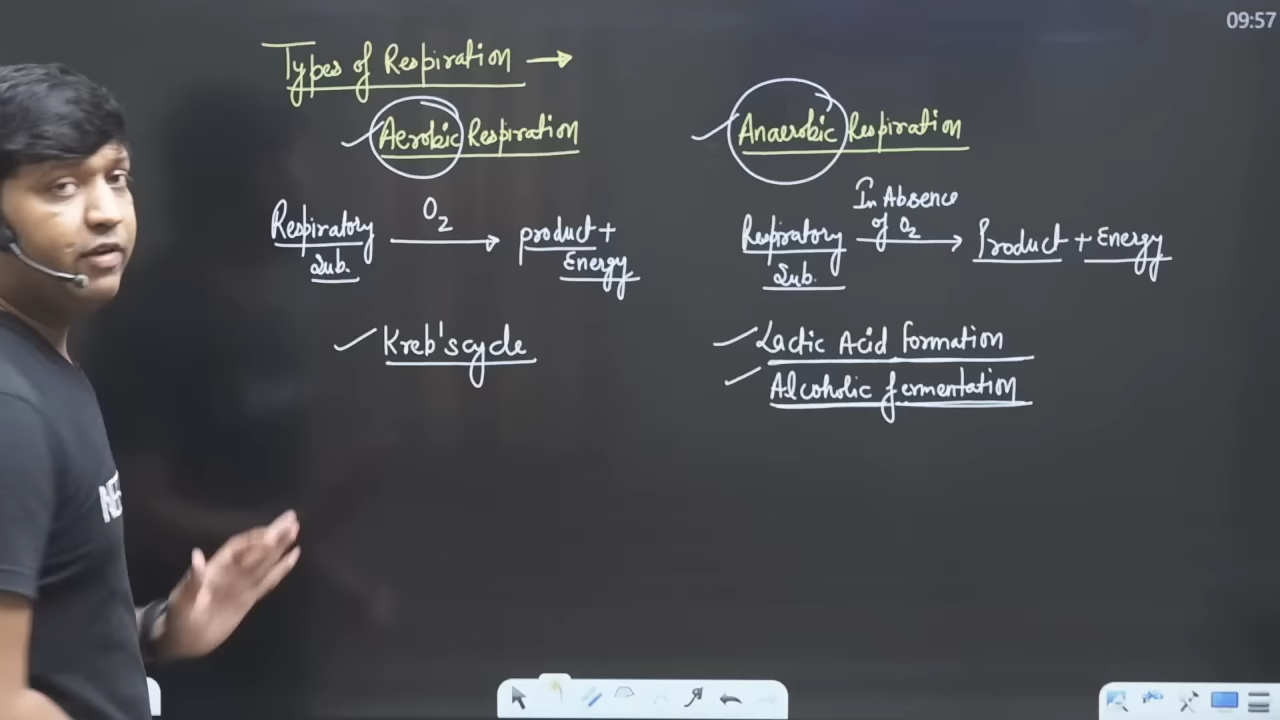 09:57
Types of Respiration →
Aerobic Respiration
Anaerobic Respiration
Respiratory Sub. O2 → product + Energy
Respiratory Sub. In Absence of O2 → Product + Energy
Kreb's cycle
Lactic Acid formation
Alcoholic fermentation